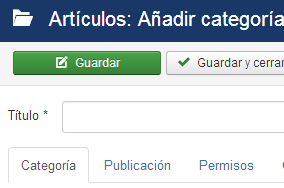 Artículos: Añadir categoría
Guardar
Guardar y cerrar
Título *
Categoría
Publicación
Permisos